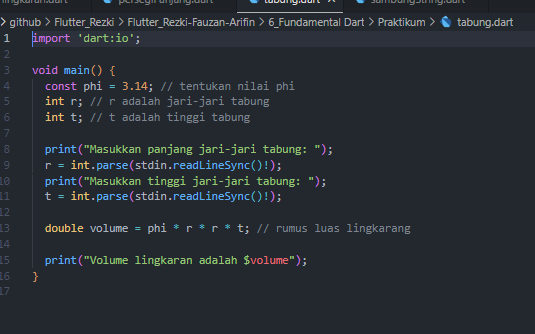 lingkaran.dart persegiPanjang.dart tabung.dart sambungString.dart
github > Flutter_Rezki > Flutter_Rezki-Fauzan-Arifin > 6_Fundamental Dart > Praktikum > tabung.dart
1 import 'dart:io';
2
3 void main() {
4 const phi = 3.14; // tentukan nilai phi
5 int r; // r adalah jari-jari tabung
6 int t; // t adalah tinggi tabung
7
8 print("Masukkan panjang jari-jari tabung: ");
9 r = int.parse(stdin.readLineSync()!);
10 print("Masukkan tinggi jari-jari tabung: ");
11 t = int.parse(stdin.readLineSync()!);
12
13 double volume = phi * r * r * t; // rumus luas lingkarang
14
15 print("Volume lingkaran adalah $volume");
16 }
17